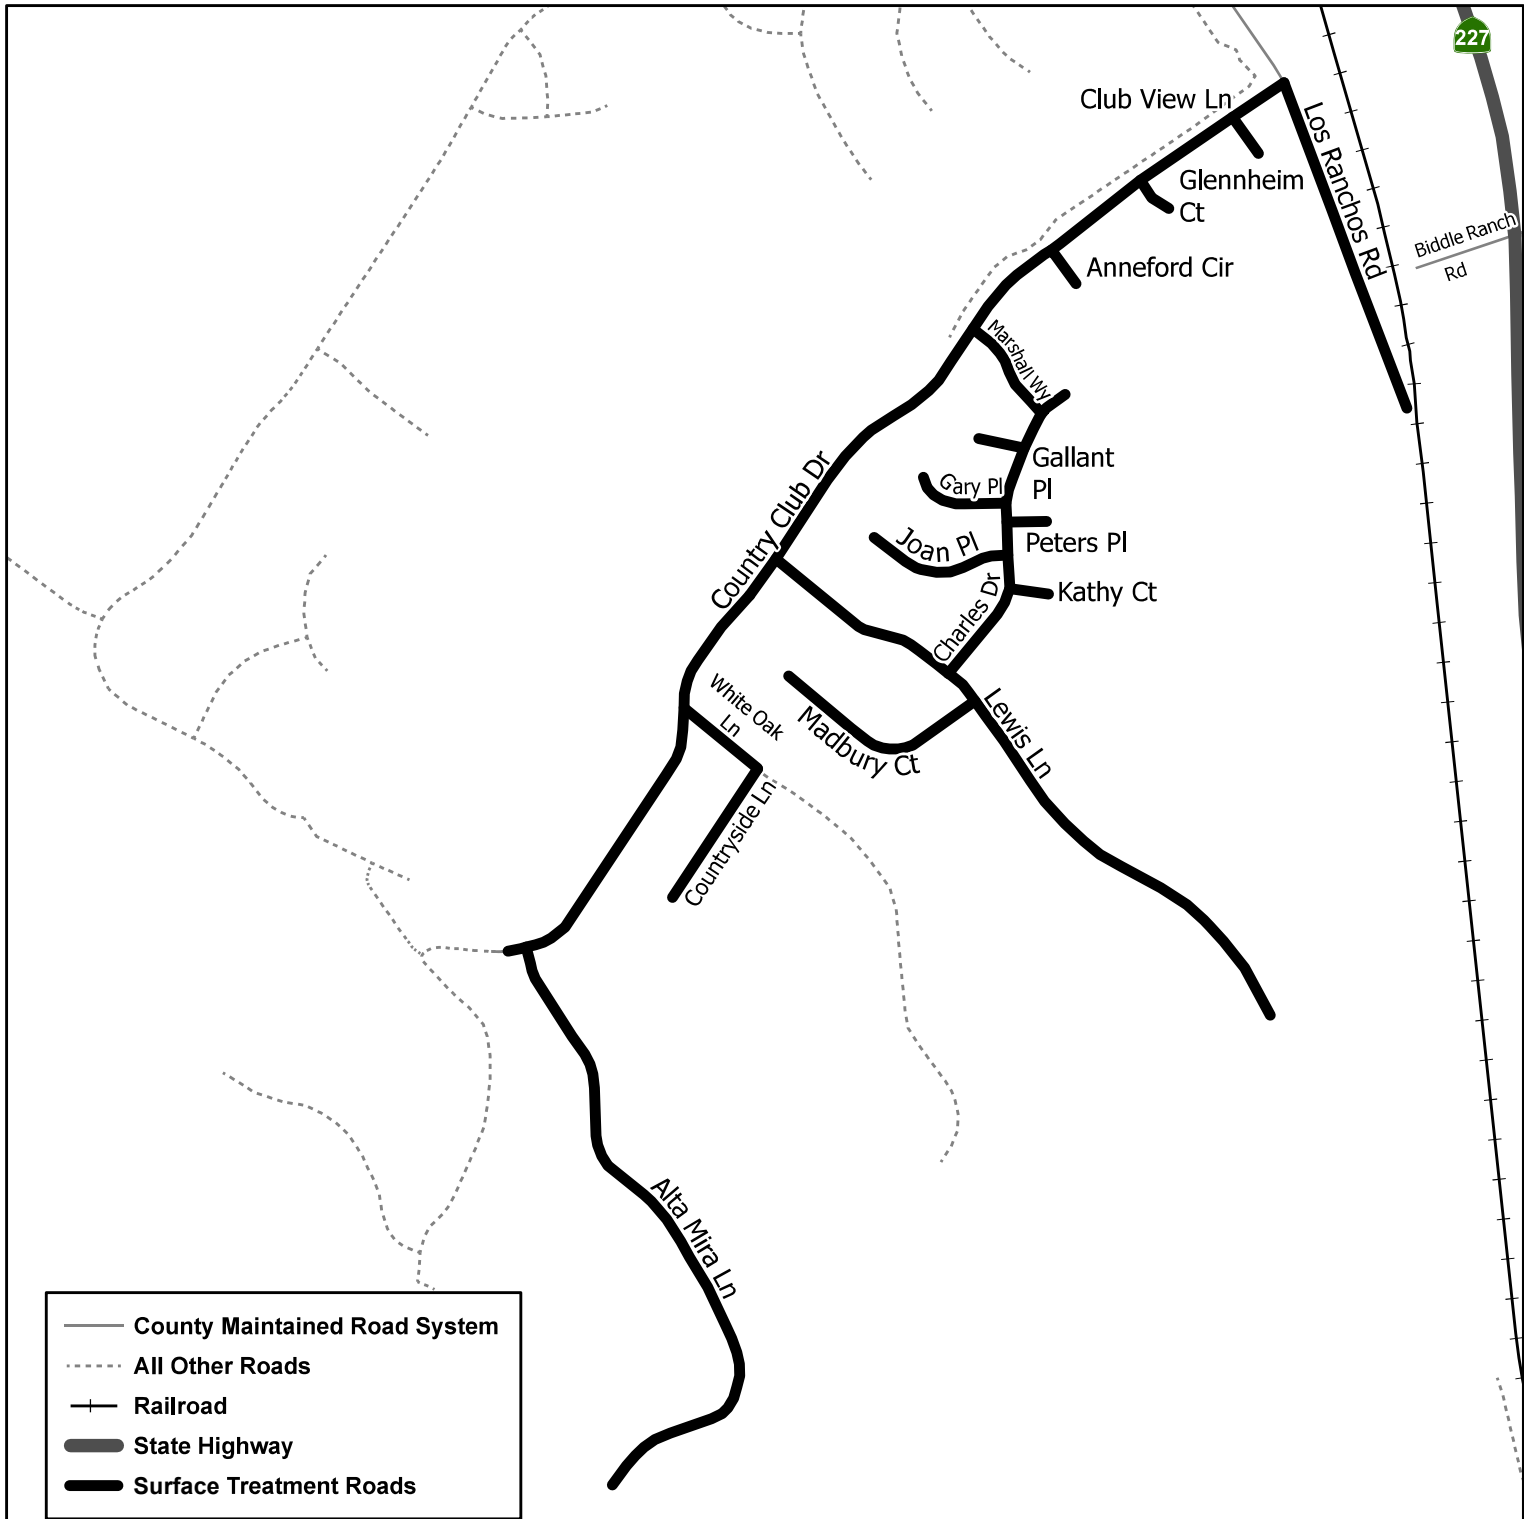 227
Club View Ln
Los Ranchos Rd
Glennheim
Ct
Biddle Ranch
Rd
Anneford Cir
Marshall Wy
Gallant
Pl
Country Club Dr
Gary Pl
Joan Pl
Peters Pl
Charles Dr
Kathy Ct
White Oak
Ln
Madbury Ct
Lewis Ln
Countryside Ln
Alta Mira Ln
County Maintained Road System
All Other Roads
Railroad
State Highway
Surface Treatment Roads